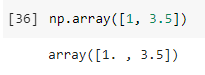 [36] np.array([1, 3.5])
array([1. , 3.5])